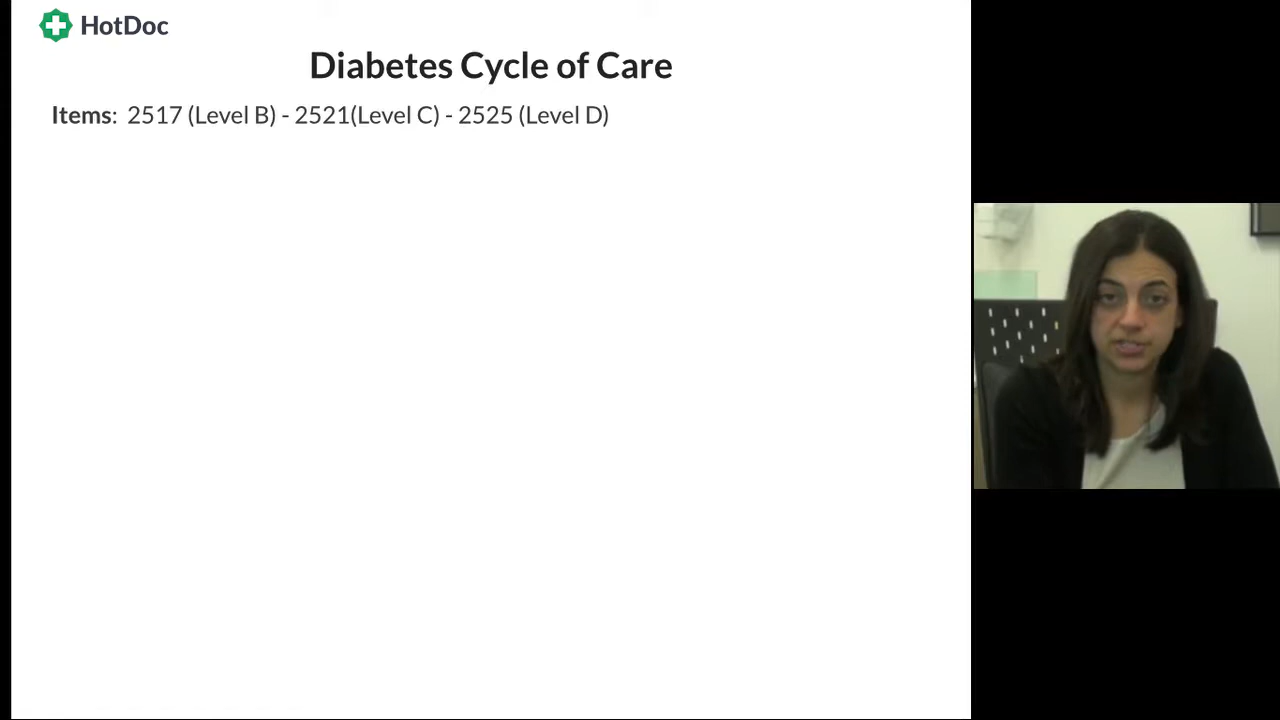 HotDoc
Diabetes Cycle of Care
Items: 2517 (Level B) - 2521(Level C) - 2525 (Level D)